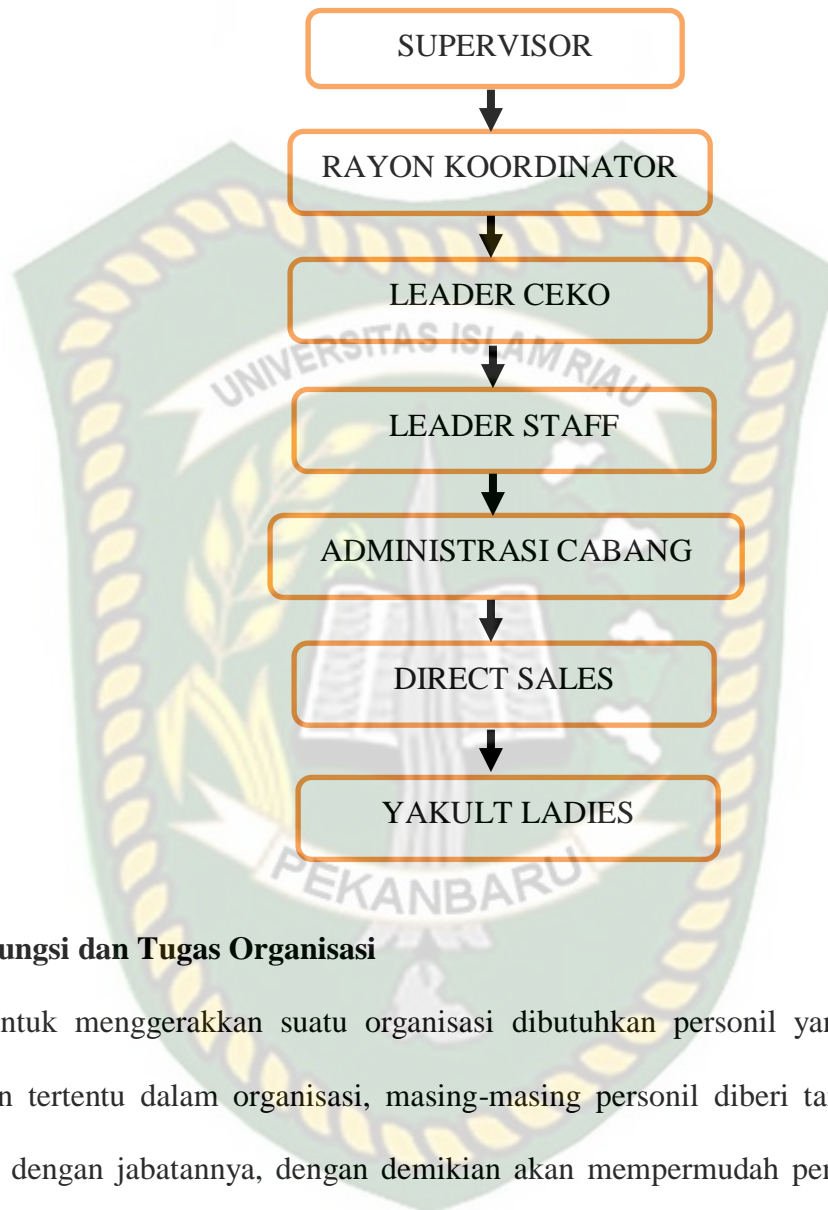 SUPERVISOR
RAYON KOORDINATOR
LEADER CEKO
UNIVERSITAS ISLAM RIAU
LEADER STAFF
ADMINISTRASI CABANG
DIRECT SALES
YAKULT LADIES
PEKANBARU
ungsi dan Tugas Organisasi
ntuk menggerakkan suatu organisasi dibutuhkan personil yan
n tertentu dalam organisasi, masing-masing personil diberi ta
dengan jabatannya, dengan demikian akan mempermudah per